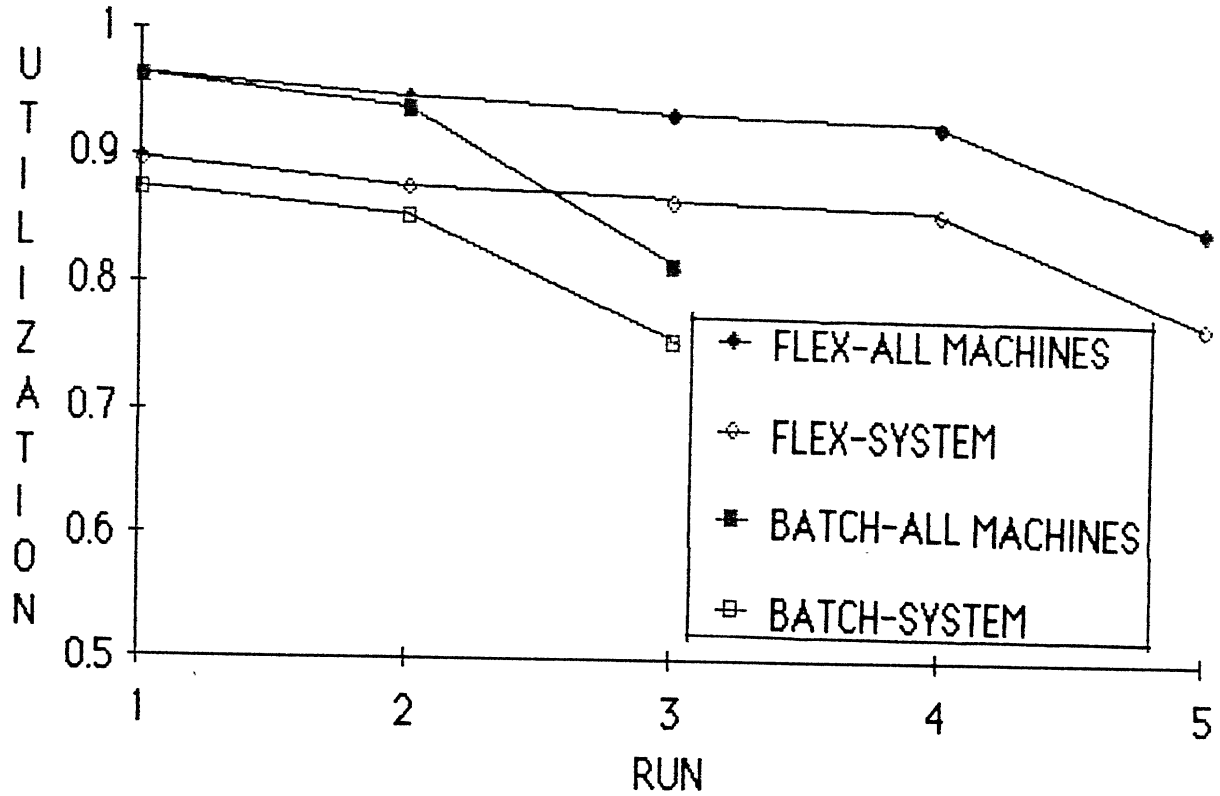 UTILIZATION
1
0.9
0.8
0.7
0.6
0.5
1 2 3 4 5
RUN
FLEX-ALL MACHINES
FLEX-SYSTEM
BATCH-ALL MACHINES
BATCH-SYSTEM